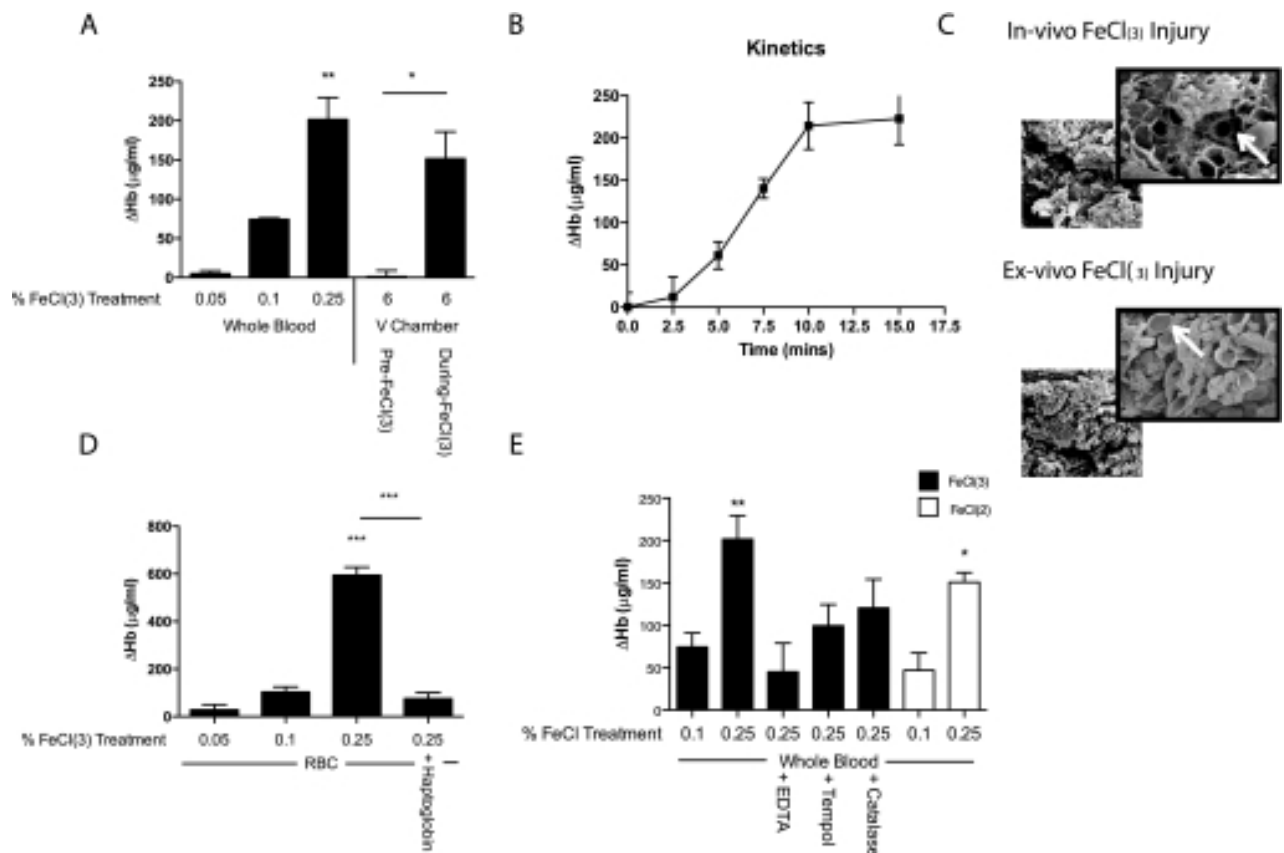 A
250
200
150
100
50
0
ΔHb (μg/ml)
**
*
% FeCl(3) Treatment
0.05 0.1 0.25 6 6
Whole Blood V Chamber
Pre-FeCl(3)
During-FeCl(3)
B
Kinetics
250
200
150
100
50
0
ΔHb (μg/ml)
0.0 2.5 5.0 7.5 10.0 12.5 15.0 17.5
Time (mins)
C
In-vivo FeCl(3) Injury
Ex-vivo FeCl(3) Injury
D
800
600
400
200
0
ΔHb (μg/ml)
***
***
% FeCl(3) Treatment
0.05 0.1 0.25 0.25
RBC
+ Haptoglobin
E
FeCl(3)
FeCl(2)
250
200
150
100
50
0
ΔHb (μg/ml)
**
*
% FeCl Treatment
0.1 0.25 0.25 0.25 0.25 0.1 0.25
Whole Blood
+ EDTA
+ Tempol
+ Catalase